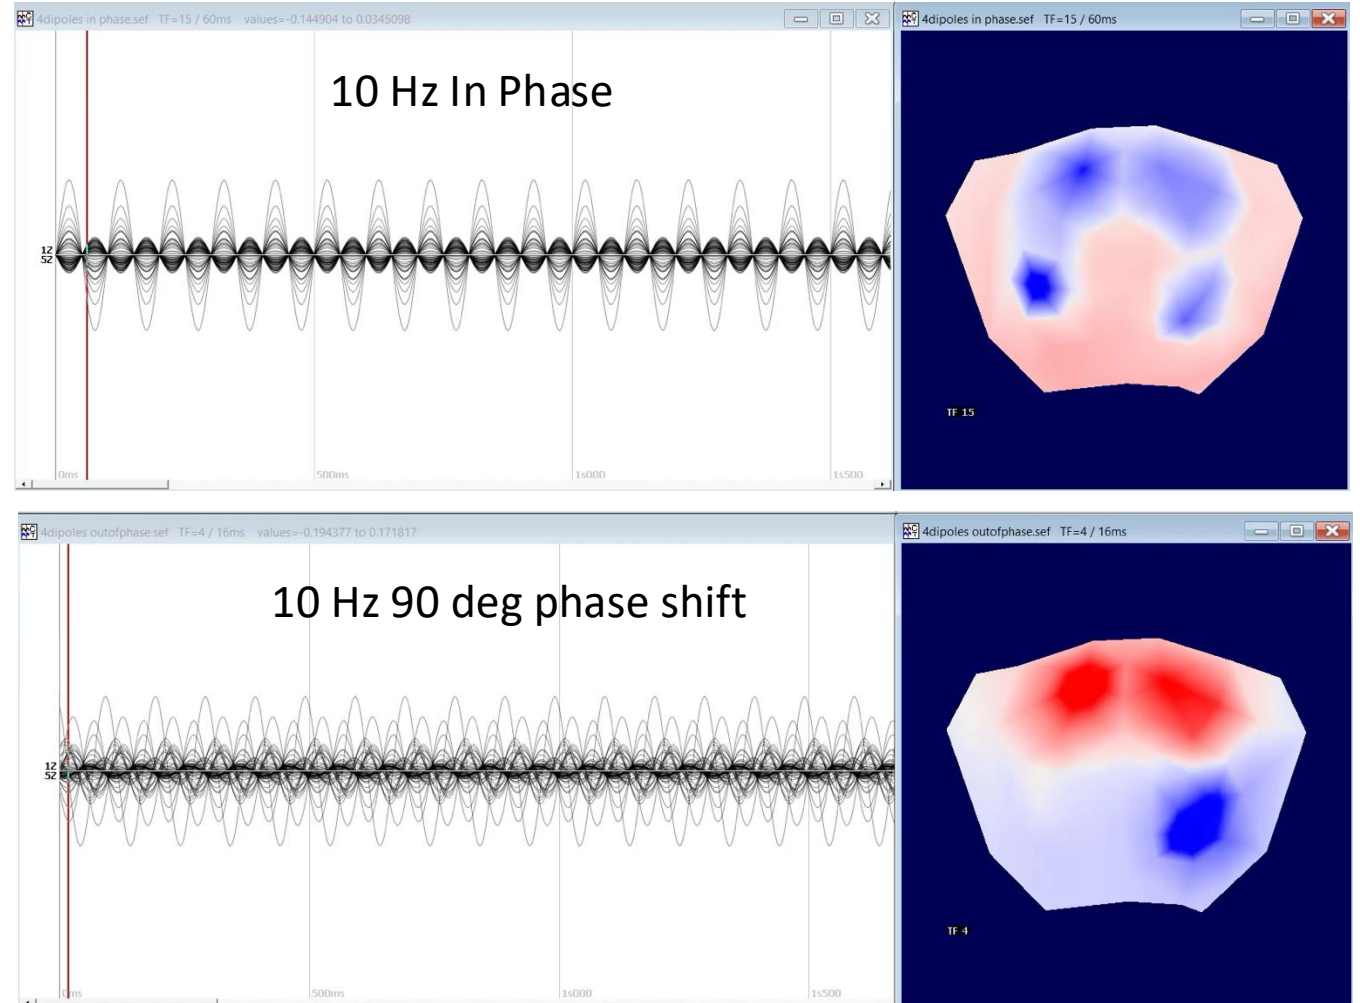 4dipoles in phase.sef TF=15 / 60ms values=-0.144904 to 0.0345098
4dipoles in phase.sef TF=15 / 60ms
10 Hz In Phase
12
52
0ms 500ms 1s000 1s500
TF 15
4dipoles outofphase.sef TF=4 / 16ms values=-0.194377 to 0.171817
4dipoles outofphase.sef TF=4 / 16ms
10 Hz 90 deg phase shift
12
52
0ms 500ms 1s000 1s500
TF 4